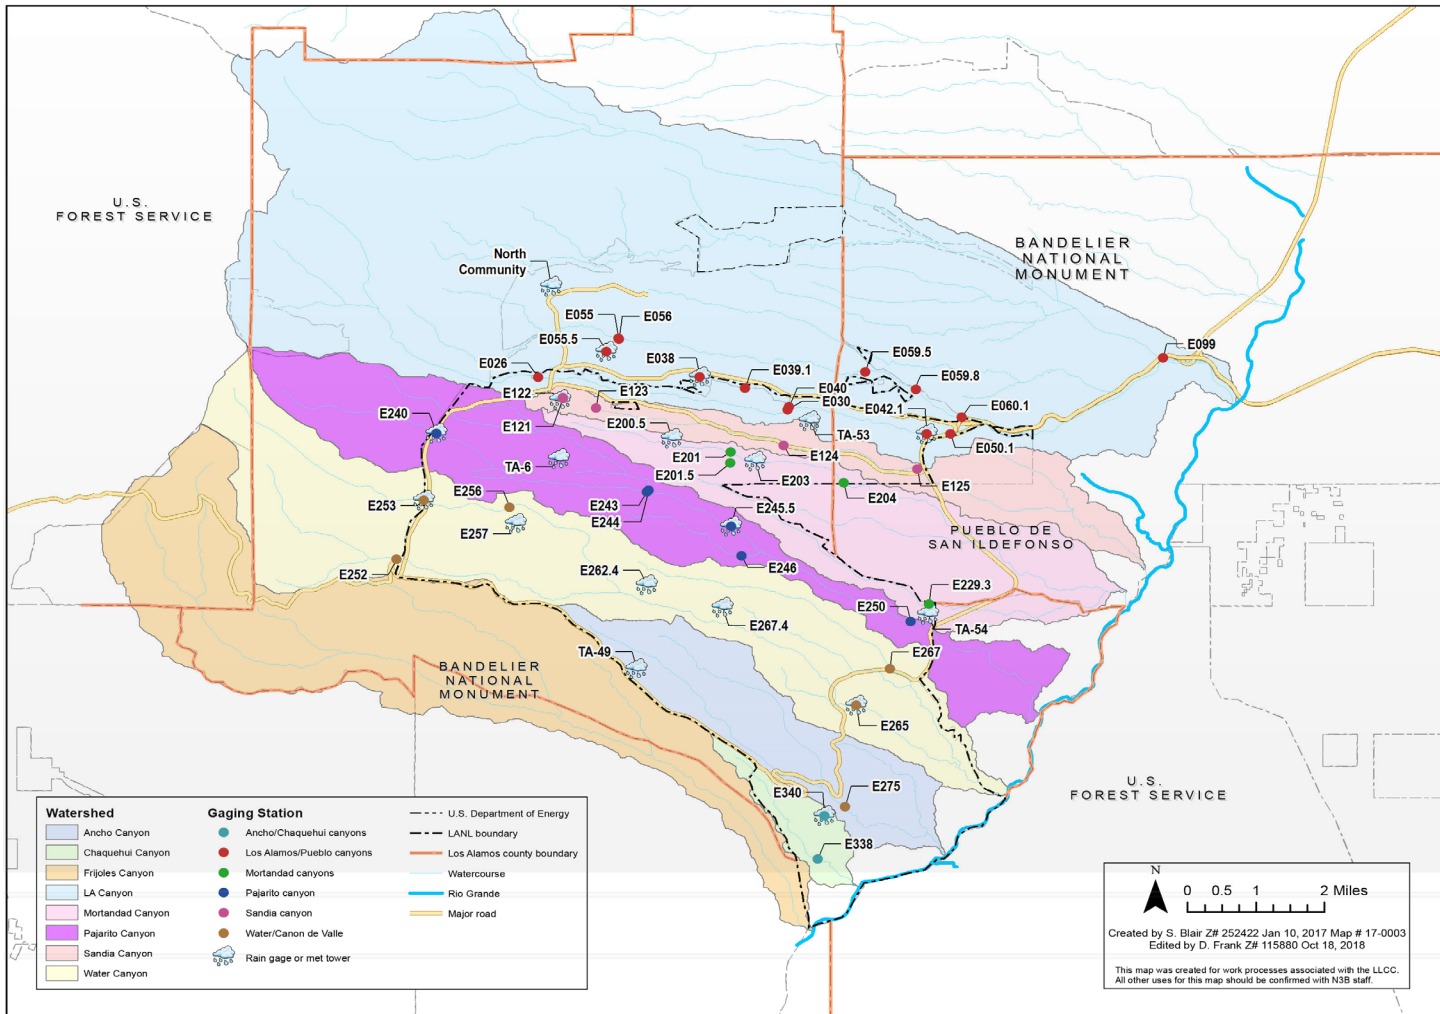 U.S.
FOREST SERVICE
BANDELIER
NATIONAL
MONUMENT
North
Community
E055
E056
E055.5
E026
E038
E039.1
E059.5
E099
E059.8
E122
E123
E040
E030
E042.1
E060.1
E240
E121
E200.5
TA-53
E050.1
TA-6
E201
E124
E201.5
E203
E204
E125
E253
E256
E243
E244
E245.5
E257
PUEBLO DE
SAN ILDEFONSO
E252
E262.4
E246
E229.3
E250
E267.4
TA-54
TA-49
E267
BANDELIER
NATIONAL
MONUMENT
E265
U.S.
FOREST SERVICE
E340
E275
E338
Watershed
Ancho Canyon
Chaquehui Canyon
Frijoles Canyon
LA Canyon
Mortandad Canyon
Pajarito Canyon
Sandia Canyon
Water Canyon
Gaging Station
Ancho/Chaquehui canyons
Los Alamos/Pueblo canyons
Mortandad canyons
Pajarito canyon
Sandia canyon
Water/Canon de Valle
Rain gage or met tower
U.S. Department of Energy
LANL boundary
Los Alamos county boundary
Watercourse
Rio Grande
Major road
N
0 0.5 1 2 Miles
Created by S. Blair Z# 252422 Jan 10, 2017 Map # 17-0003
Edited by D. Frank Z# 115880 Oct 18, 2018
This map was created for work processes associated with the LLCC.
All other uses for this map should be confirmed with N3B staff.